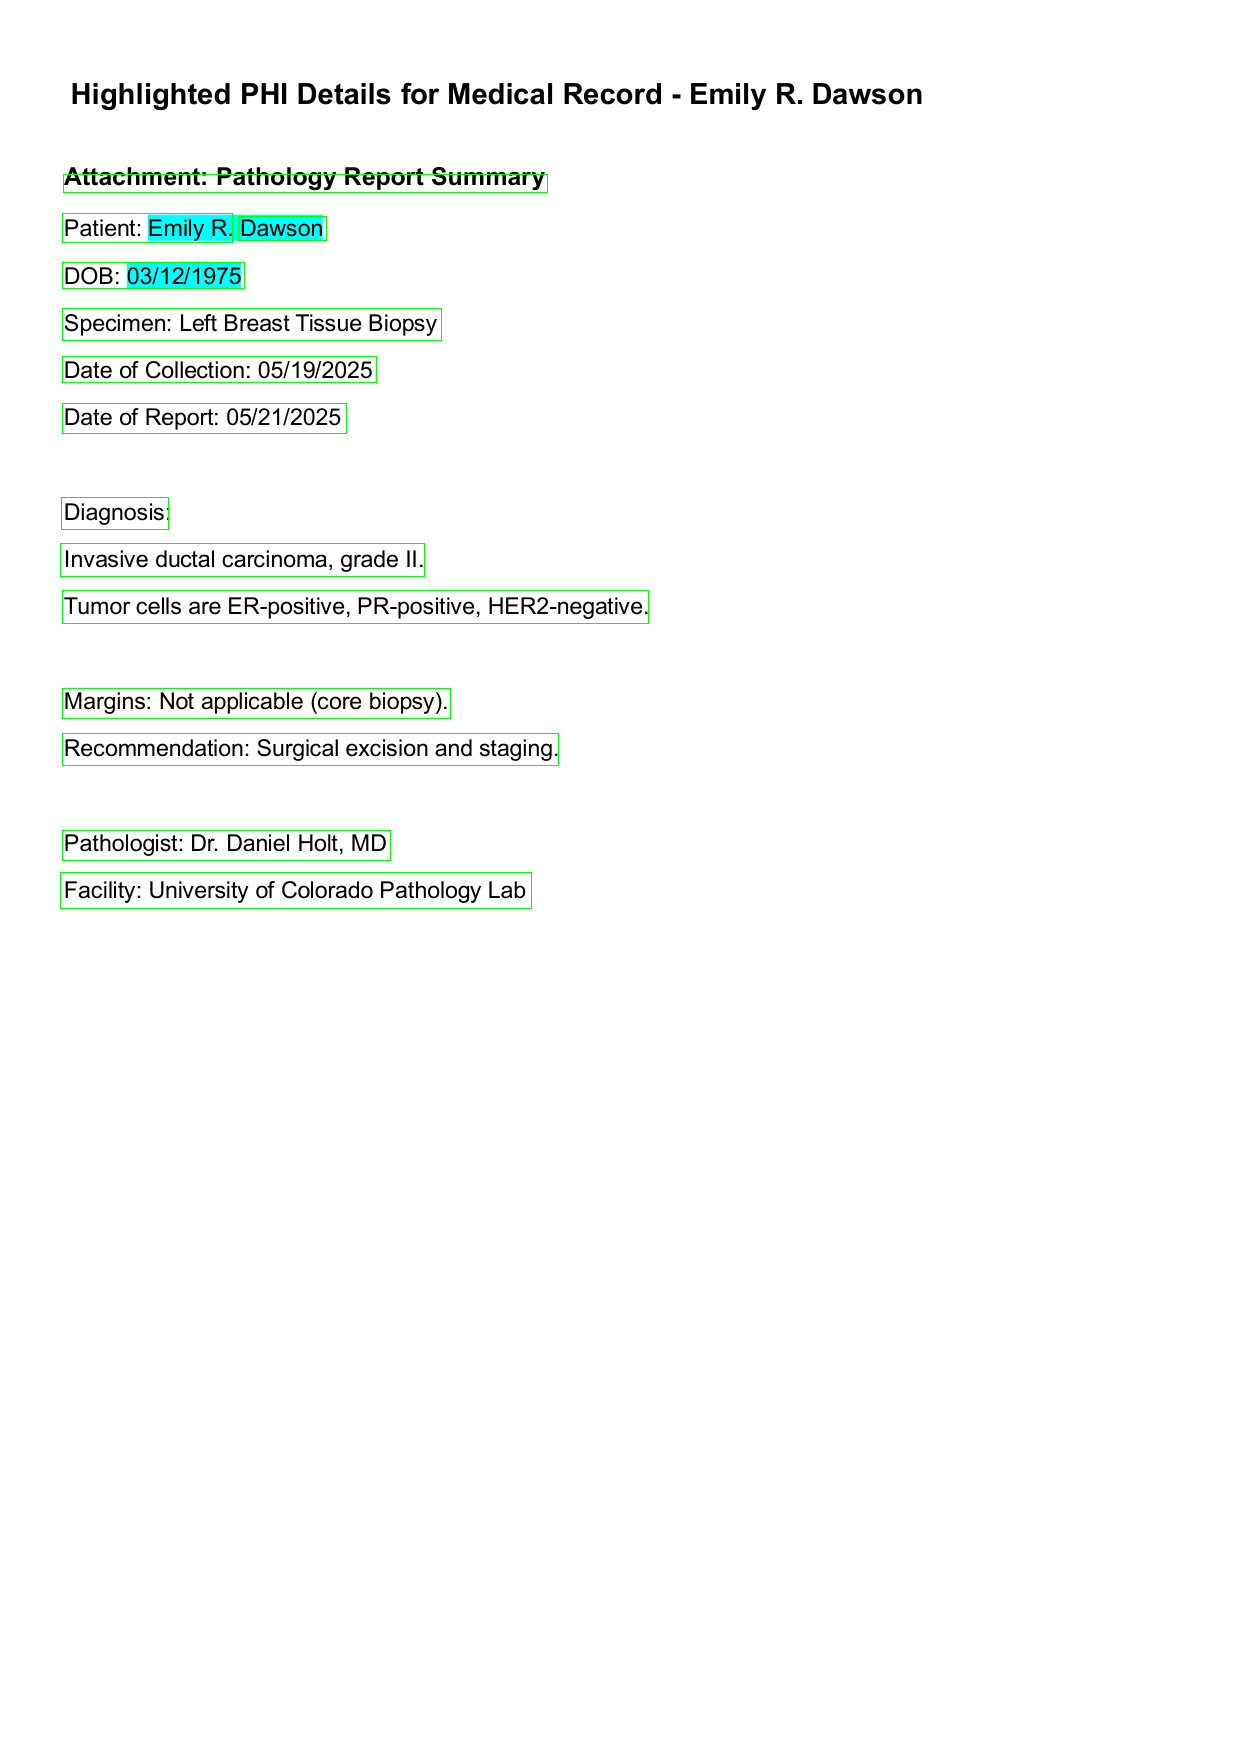 Highlighted PHI Details for Medical Record - Emily R. Dawson
Attachment: Pathology Report Summary
Patient: Emily R. Dawson
DOB: 03/12/1975
Specimen: Left Breast Tissue Biopsy
Date of Collection: 05/19/2025
Date of Report: 05/21/2025
Diagnosis:
Invasive ductal carcinoma, grade II.
Tumor cells are ER-positive, PR-positive, HER2-negative.
Margins: Not applicable (core biopsy).
Recommendation: Surgical excision and staging.
Pathologist: Dr. Daniel Holt, MD
Facility: University of Colorado Pathology Lab